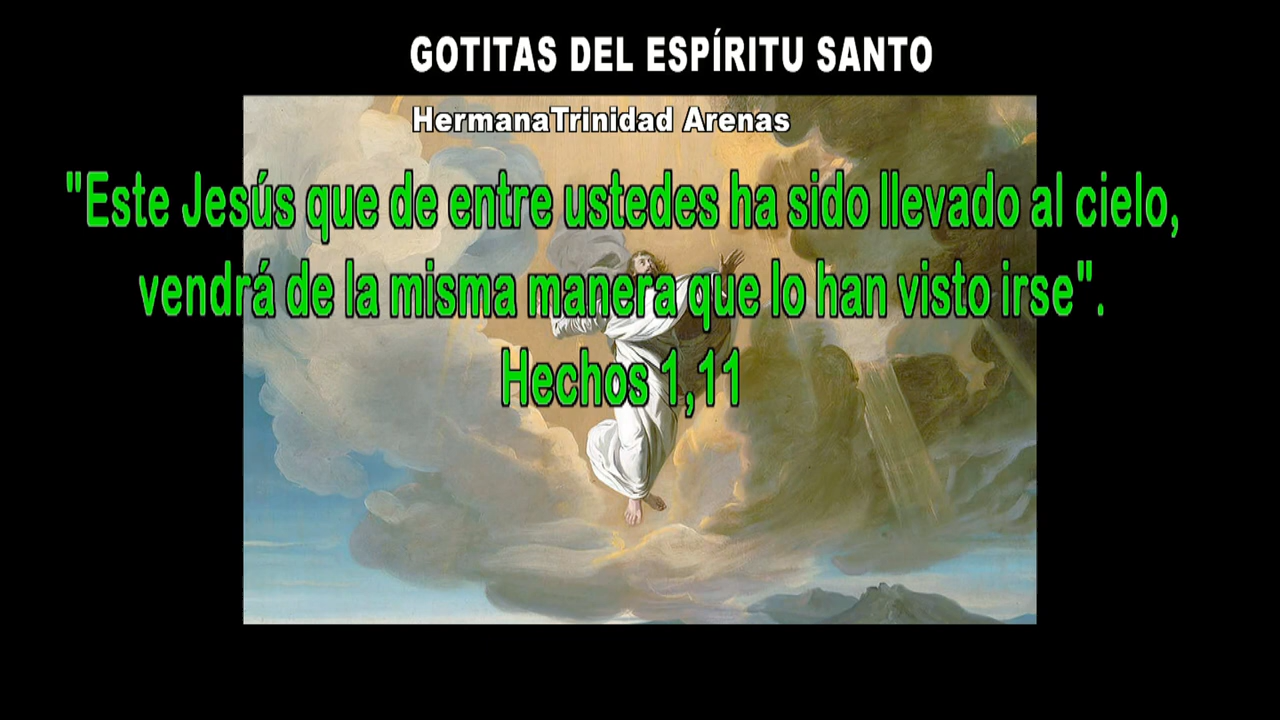 GOTITAS DEL ESPÍRITU SANTO
HermanaTrinidad Arenas
"Este Jesús que de entre ustedes ha sido llevado al cielo,
vendrá de la misma manera que lo han visto irse".
Hechos 1,11